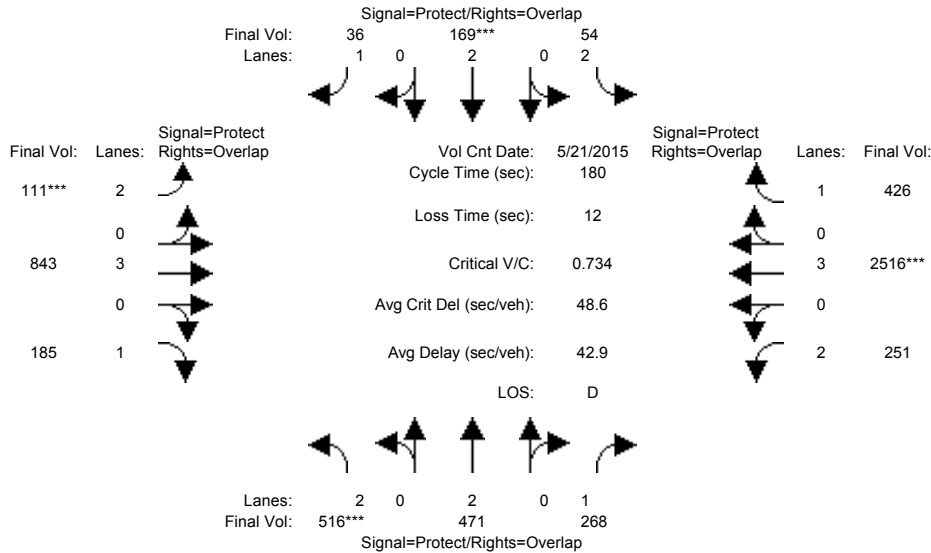 Signal=Protect/Rights=Overlap
Final Vol: 36 169*** 54
Lanes: 1 0 2 0 2
Signal=Protect Signal=Protect
Final Vol: Lanes: Rights=Overlap Vol Cnt Date: 5/21/2015 Rights=Overlap Lanes: Final Vol:
Cycle Time (sec): 180
111*** 2 1 426
Loss Time (sec): 12
0 0
843 3 Critical V/C: 0.734 3 2516***
0 Avg Crit Del (sec/veh): 48.6 0
185 1 Avg Delay (sec/veh): 42.9 2 251
LOS: D
Lanes: 2 0 2 0 1
Final Vol: 516*** 471 268
Signal=Protect/Rights=Overlap